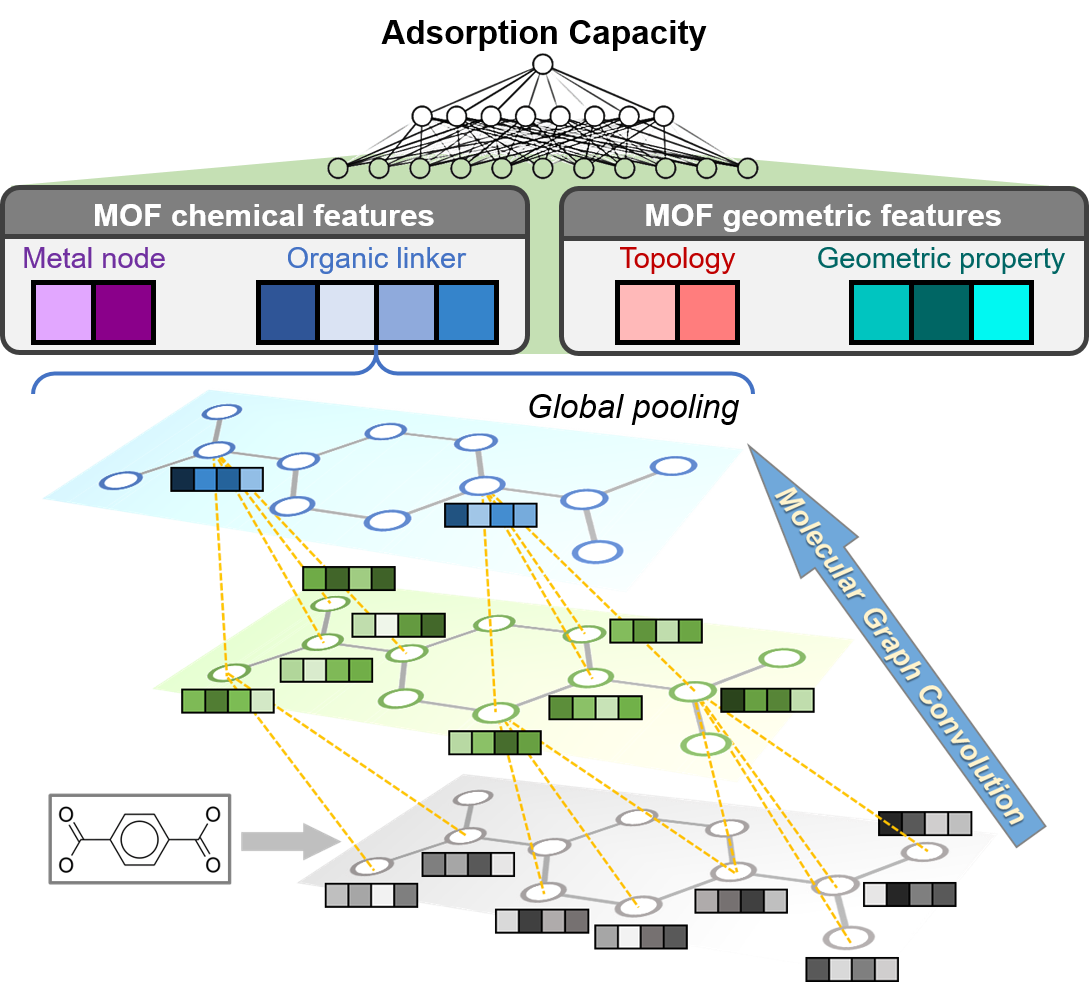 Adsorption Capacity
MOF chemical features
MOF geometric features
Metal node
Organic linker
Topology
Geometric property
Global pooling
Molecular Graph Convolution
O
O
O
O